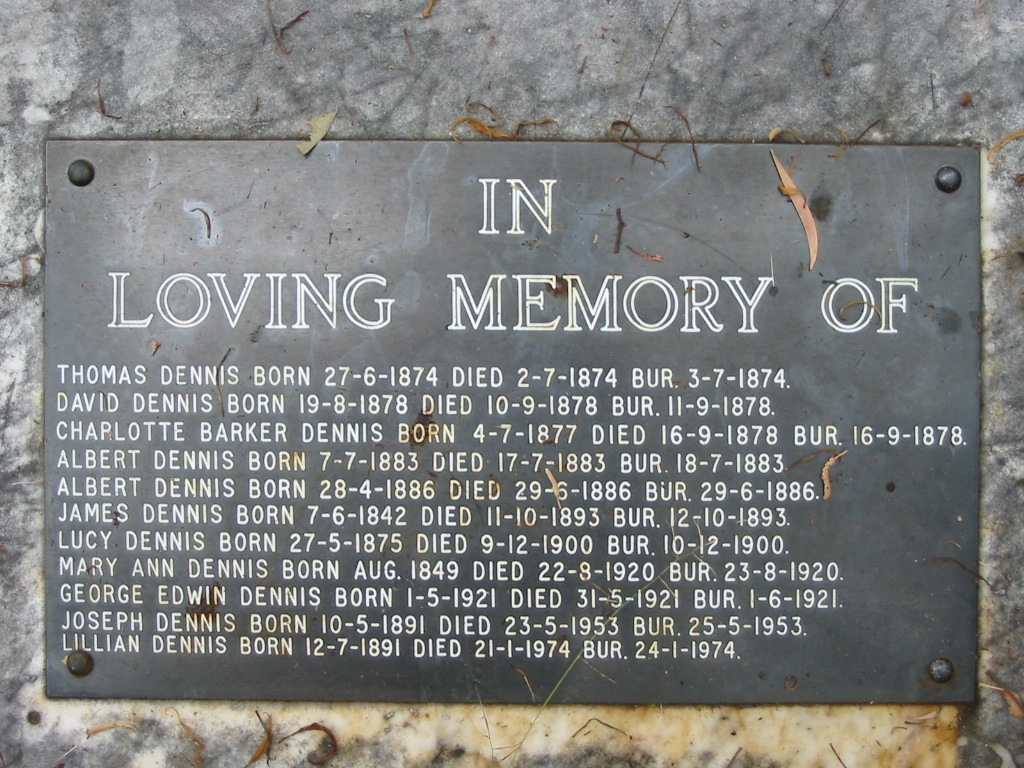 IN
LOVING MEMORY OF
THOMAS DENNIS BORN 27-6-1874 DIED 2-7-1874 BUR. 3-7-1874.
DAVID DENNIS BORN 19-8-1878 DIED 10-9-1878 BUR. 11-9-1878.
CHARLOTTE BARKER DENNIS BORN 4-7-1877 DIED 16-9-1878 BUR. 16-9-1878.
ALBERT DENNIS BORN 7-7-1883 DIED 17-7-1883 BUR. 18-7-1883.
ALBERT DENNIS BORN 28-4-1886 DIED 29-6-1886 BUR. 29-6-1886.
JAMES DENNIS BORN 7-6-1842 DIED 11-10-1893 BUR. 12-10-1893.
LUCY DENNIS BORN 27-5-1875 DIED 9-12-1900 BUR. 10-12-1900.
MARY ANN DENNIS BORN AUG. 1849 DIED 22-8-1920 BUR. 23-8-1920.
GEORGE EDWIN DENNIS BORN 1-5-1921 DIED 31-5-1921 BUR. 1-6-1921.
JOSEPH DENNIS BORN 10-5-1891 DIED 23-5-1953 BUR. 25-5-1953.
LILLIAN DENNIS BORN 12-7-1891 DIED 21-1-1974 BUR. 24-1-1974.